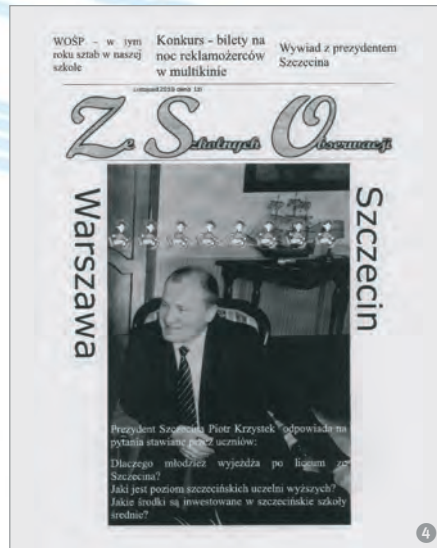 WOŚP - w tym
roku sztab w naszej
szkole
Konkurs - bilety na
noc reklamożerców
w multikinie
Wywiad z prezydentem
Szczecina
Ze Szkolnych Obserwacji
Warszawa
Szczecin
Prezydent Szczecina Piotr Krzystek odpowiada na
pytania stawiane przez uczniów:
Dlaczego młodzież wyjeżdża po liceum ze
Szczecina?
Jaki jest poziom szczecińskich uczelni wyższych?
Jakie środki są inwestowane w szczecińskie szkoły
średnie?
4